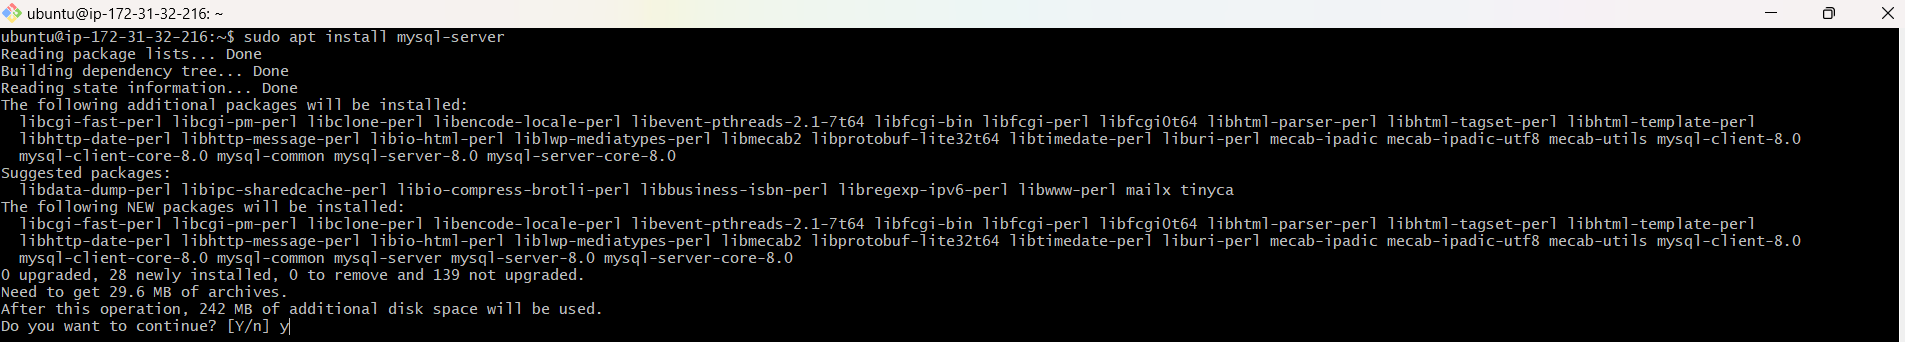 ubuntu@ip-172-31-32-216: ~
ubuntu@ip-172-31-32-216:~$ sudo apt install mysql-server
Reading package lists... Done
Building dependency tree... Done
Reading state information... Done
The following additional packages will be installed:
  libcgi-fast-perl libcgi-pm-perl libclone-perl libencode-locale-perl libevent-pthreads-2.1-7t64 libfcgi-bin libfcgi-perl libfcgi0t64 libhtml-parser-perl libhtml-tagset-perl libhtml-template-perl
  libhttp-date-perl libhttp-message-perl libio-html-perl liblwp-mediatypes-perl libmecab2 libprotobuf-lite32t64 libtimedate-perl liburi-perl mecab-ipadic mecab-ipadic-utf8 mecab-utils mysql-client-8.0
  mysql-client-core-8.0 mysql-common mysql-server-8.0 mysql-server-core-8.0
Suggested packages:
  libdata-dump-perl libipc-sharedcache-perl libio-compress-brotli-perl libbusiness-isbn-perl libregexp-ipv6-perl libwww-perl mailx tinyca
The following NEW packages will be installed:
  libcgi-fast-perl libcgi-pm-perl libclone-perl libencode-locale-perl libevent-pthreads-2.1-7t64 libfcgi-bin libfcgi-perl libfcgi0t64 libhtml-parser-perl libhtml-tagset-perl libhtml-template-perl
  libhttp-date-perl libhttp-message-perl libio-html-perl liblwp-mediatypes-perl libmecab2 libprotobuf-lite32t64 libtimedate-perl liburi-perl mecab-ipadic mecab-ipadic-utf8 mecab-utils mysql-client-8.0
  mysql-client-core-8.0 mysql-common mysql-server mysql-server-8.0 mysql-server-core-8.0
0 upgraded, 28 newly installed, 0 to remove and 139 not upgraded.
Need to get 29.6 MB of archives.
After this operation, 242 MB of additional disk space will be used.
Do you want to continue? [Y/n] y